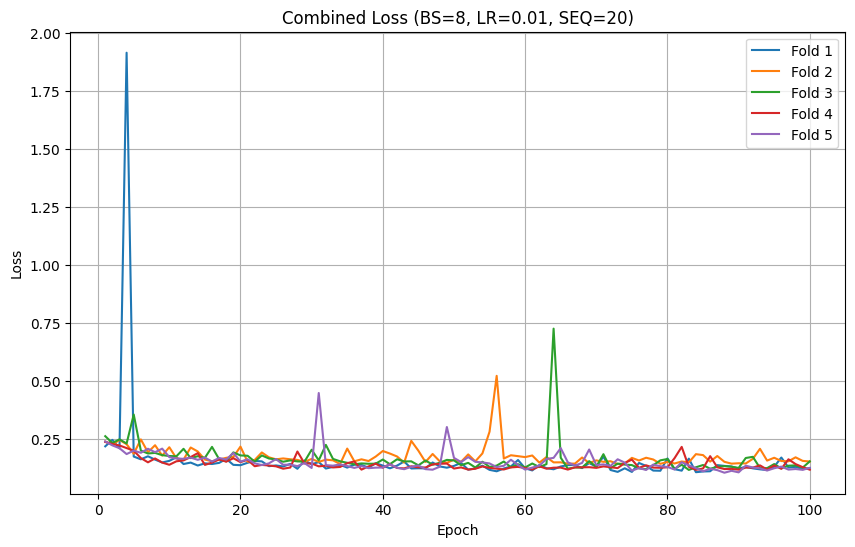 Combined Loss (BS=8, LR=0.01, SEQ=20)
2.00
1.75
1.50
1.25
1.00
0.75
0.50
0.25
Loss
0 20 40 60 80 100
Epoch
Fold 1
Fold 2
Fold 3
Fold 4
Fold 5